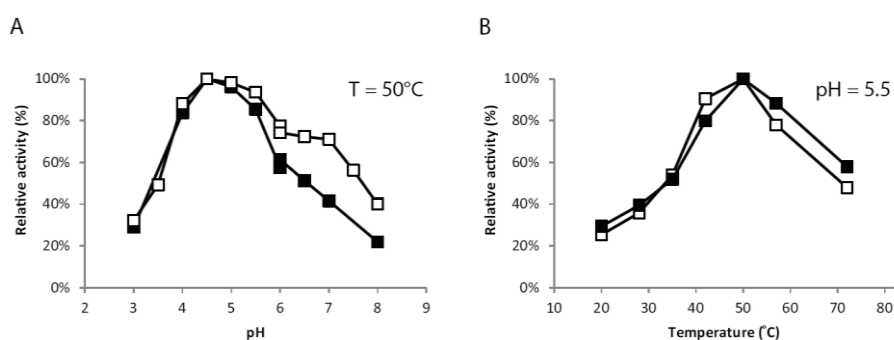 A
B
100%
80%
60%
40%
20%
0%
Relative activity (%)
T = 50°C
2 3 4 5 6 7 8 9
pH
100%
80%
60%
40%
20%
0%
Relative activity (%)
pH = 5.5
10 20 30 40 50 60 70 80
Temperature (˚C)